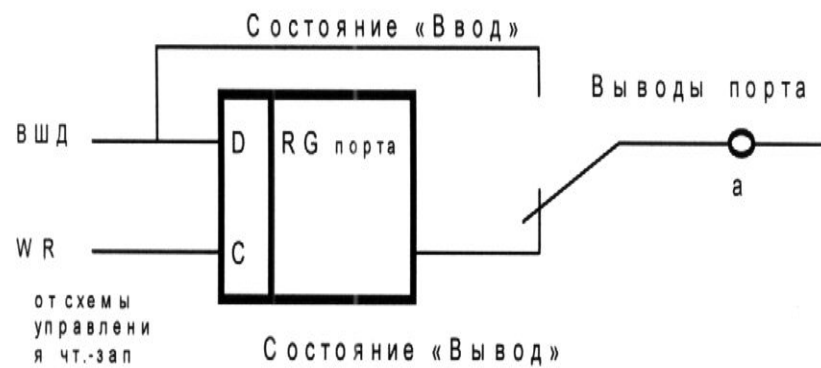 Состояние «Ввод»
Выводы порта
ВШД
D
RG порта
а
WR
C
от схемы
управлени
я чт.-зап
Состояние «Вывод»